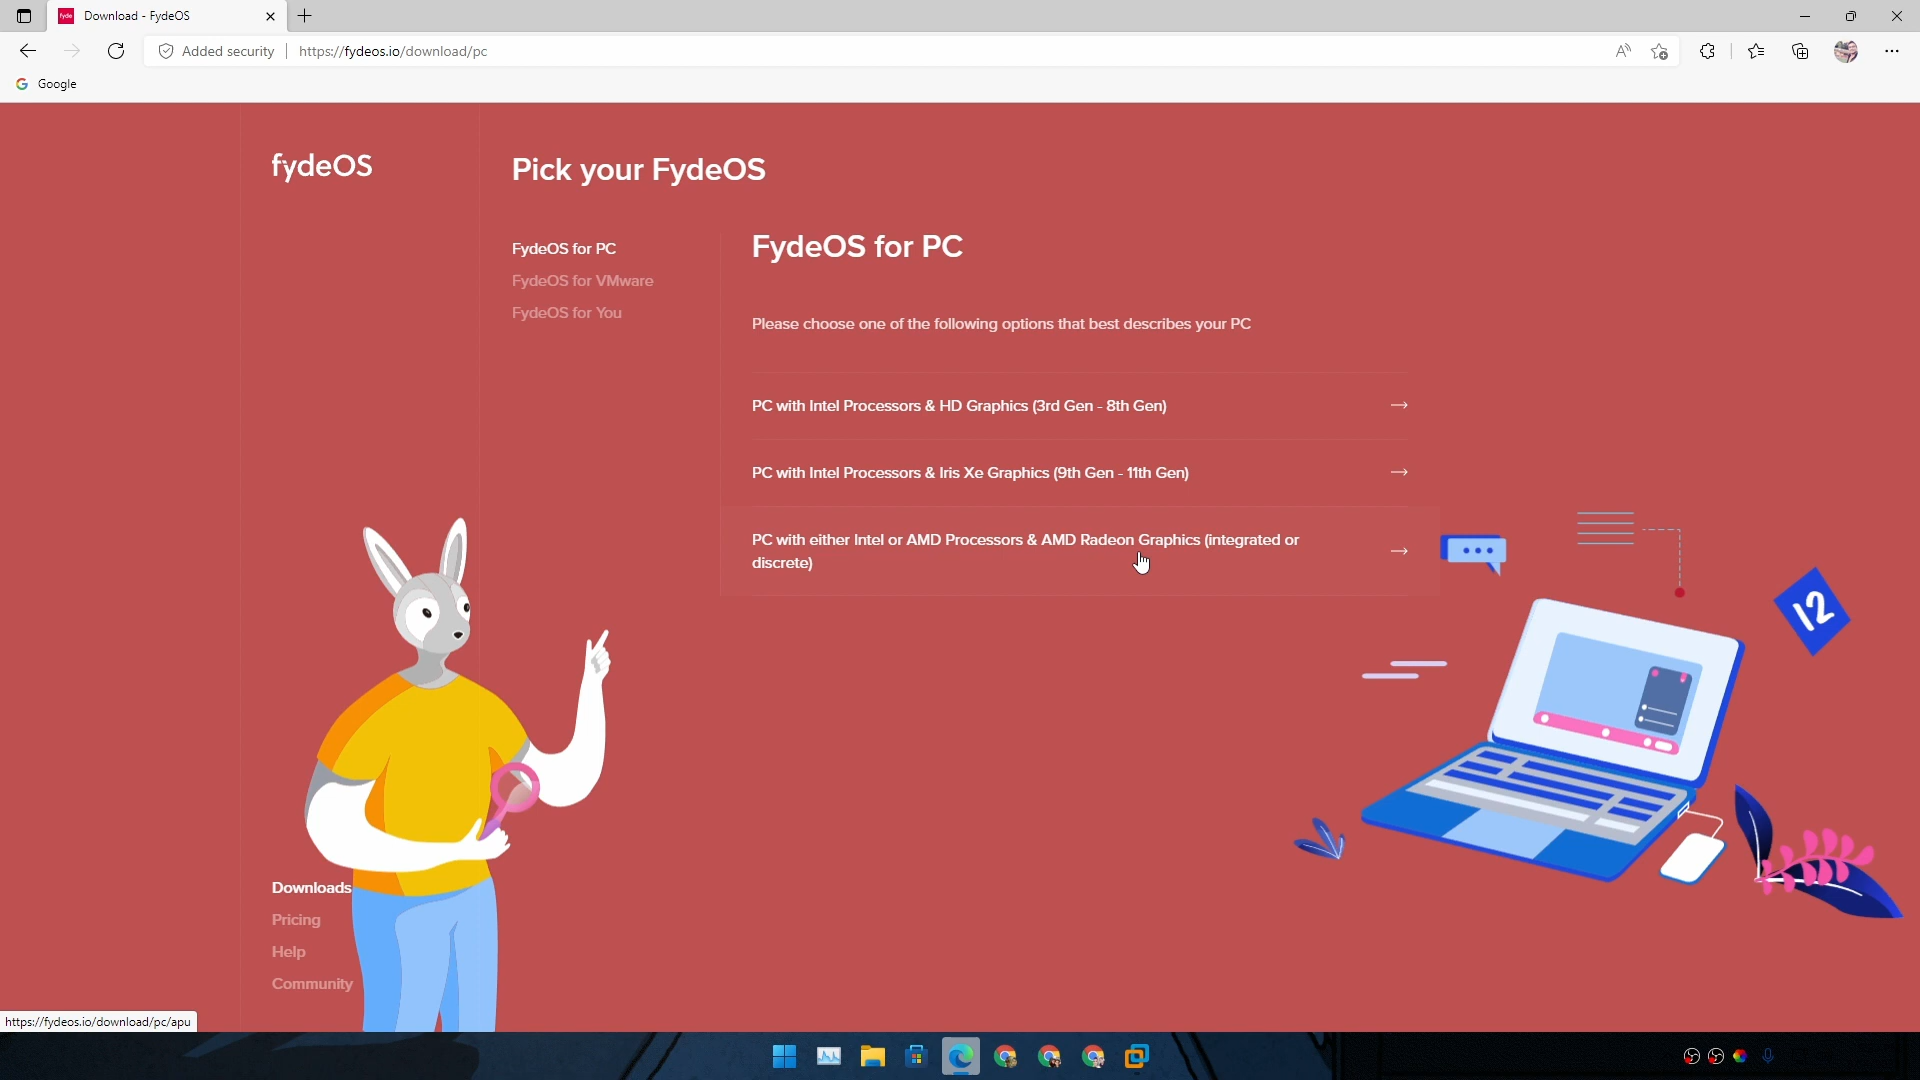 fyde
Download - FydeOS
Added security
https://fydeos.io/download/pc
Google
fydeOS
Pick your FydeOS
FydeOS for PC
FydeOS for VMware
FydeOS for You
FydeOS for PC
Please choose one of the following options that best describes your PC
PC with Intel Processors & HD Graphics (3rd Gen - 8th Gen)
PC with Intel Processors & Iris Xe Graphics (9th Gen - 11th Gen)
PC with either Intel or AMD Processors & AMD Radeon Graphics (integrated or
discrete)
12
Downloads
Pricing
Help
Community
https://fydeos.io/download/pc/apu